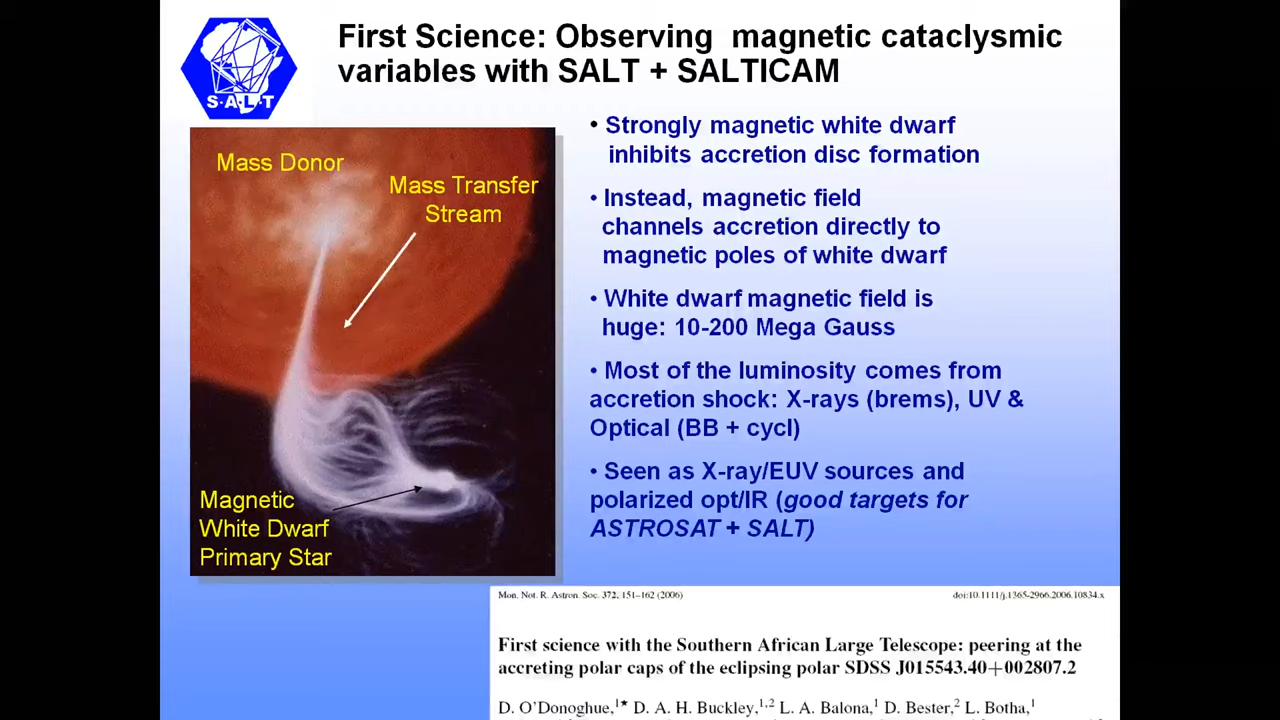 First Science: Observing magnetic cataclysmic
variables with SALT + SALTICAM
S·A·L·T
Mass Donor
Mass Transfer
Stream
Magnetic
White Dwarf
Primary Star
• Strongly magnetic white dwarf
inhibits accretion disc formation
• Instead, magnetic field
channels accretion directly to
magnetic poles of white dwarf
• White dwarf magnetic field is
huge: 10-200 Mega Gauss
• Most of the luminosity comes from
accretion shock: X-rays (brems), UV &
Optical (BB + cycl)
• Seen as X-ray/EUV sources and
polarized opt/IR (good targets for
ASTROSAT + SALT)
Mon. Not. R. Astron. Soc. 372, 151–162 (2006) doi:10.1111/j.1365-2966.2006.10834.x
First science with the Southern African Large Telescope: peering at the
accreting polar caps of the eclipsing polar SDSS J015543.40+002807.2
D. O'Donoghue,1★ D. A. H. Buckley,1,2 L. A. Balona,1 D. Bester,2 L. Botha,1